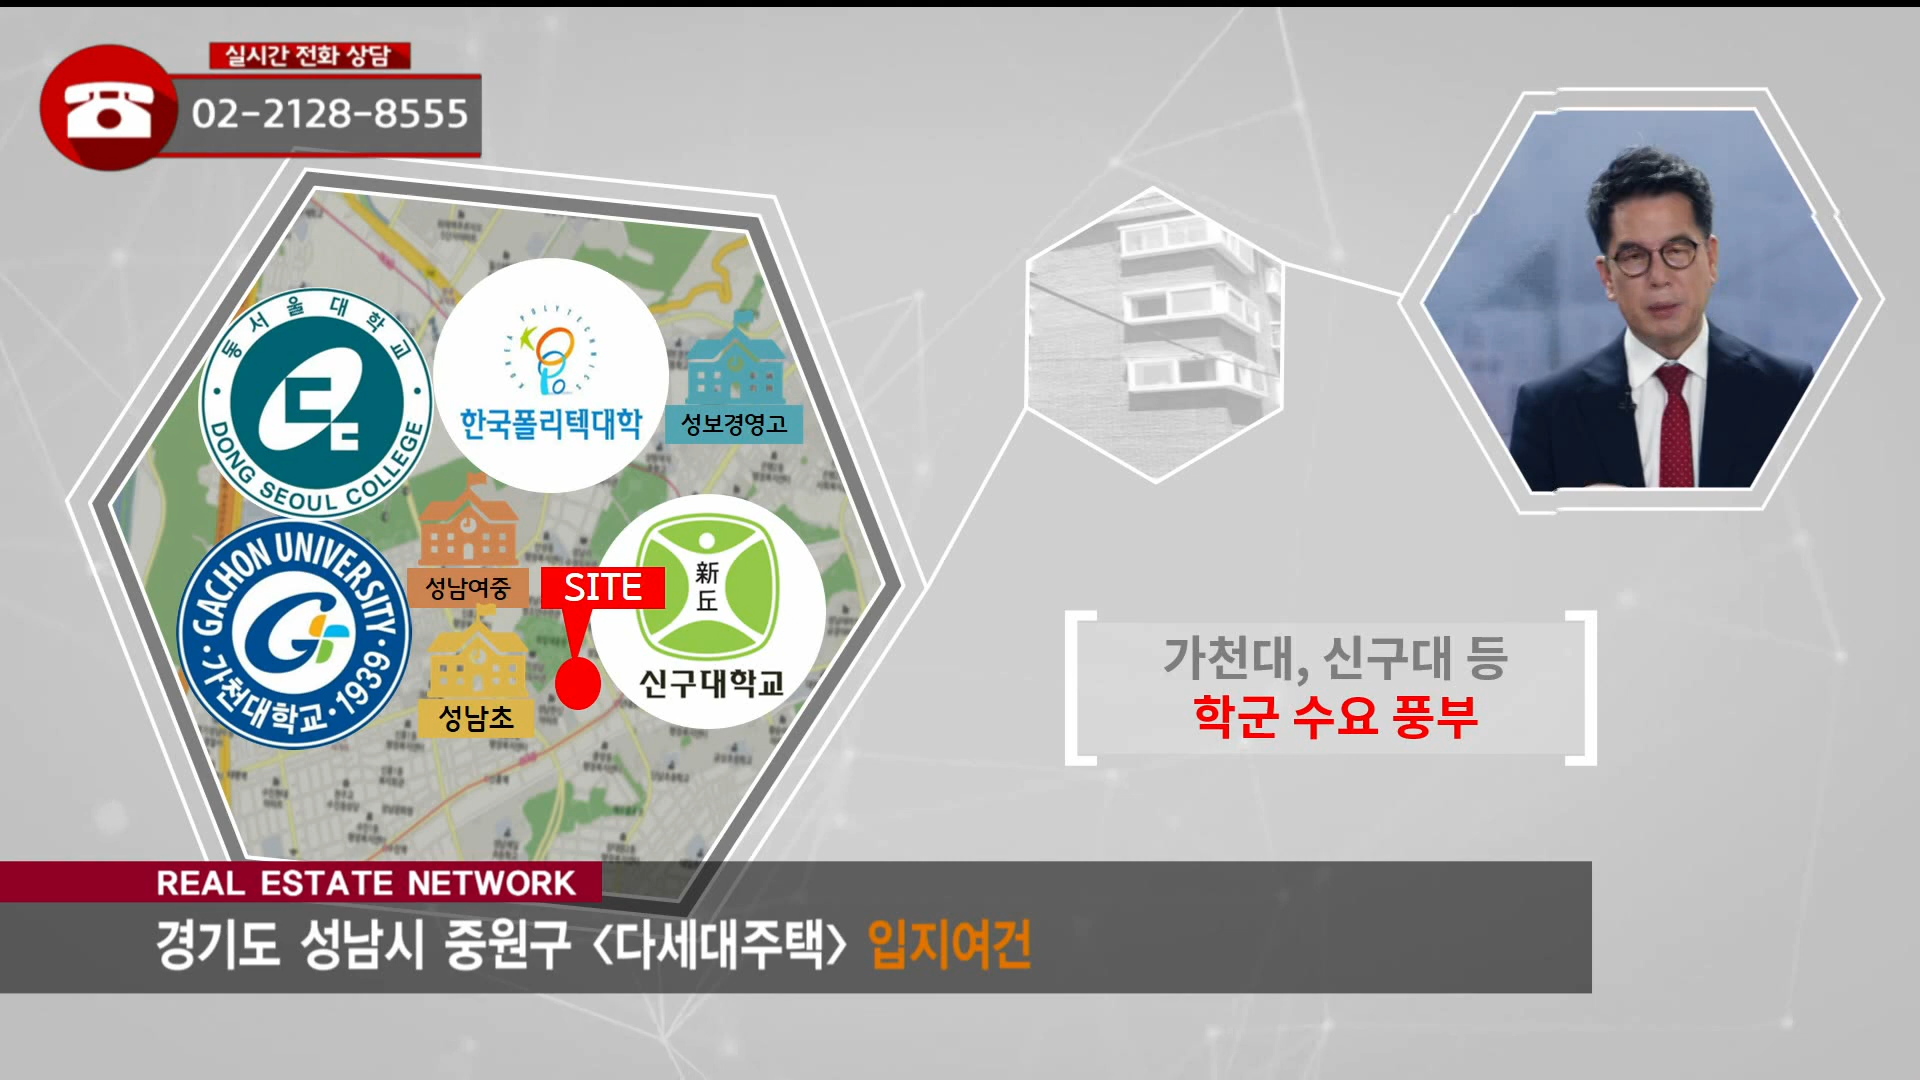 실시간 전화 상담
02-2128-8555
동서울대학교
DONG SEOUL COLLEGE
KOREA POLYTECHNICS
한국폴리텍대학
성보경영고
GACHON UNIVERSITY
가천대학교·1939
성남여중
SITE
新丘
신구대학교
성남초
가천대, 신구대 등
학군 수요 풍부
REAL ESTATE NETWORK
경기도 성남시 중원구 <다세대주택> 입지여건